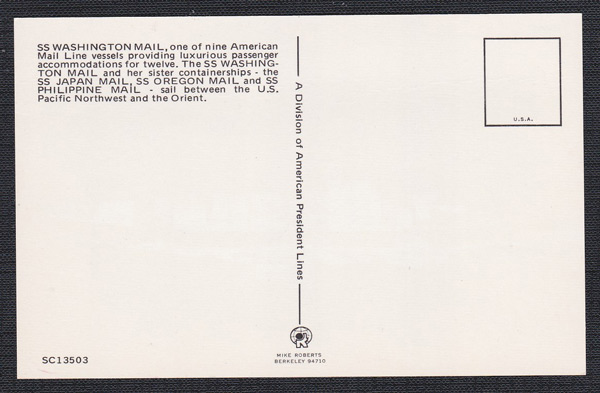 SS WASHINGTON MAIL, one of nine American
Mail Line vessels providing luxurious passenger
accommodations for twelve. The SS WASHING-
TON MAIL and her sister containerships - the
SS JAPAN MAIL, SS OREGON MAIL and SS
PHILIPPINE MAIL - sail between the U.S.
Pacific Northwest and the Orient.
A Division of American President Lines
U.S.A.
SC13503
MIKE ROBERTS
BERKELEY 94710